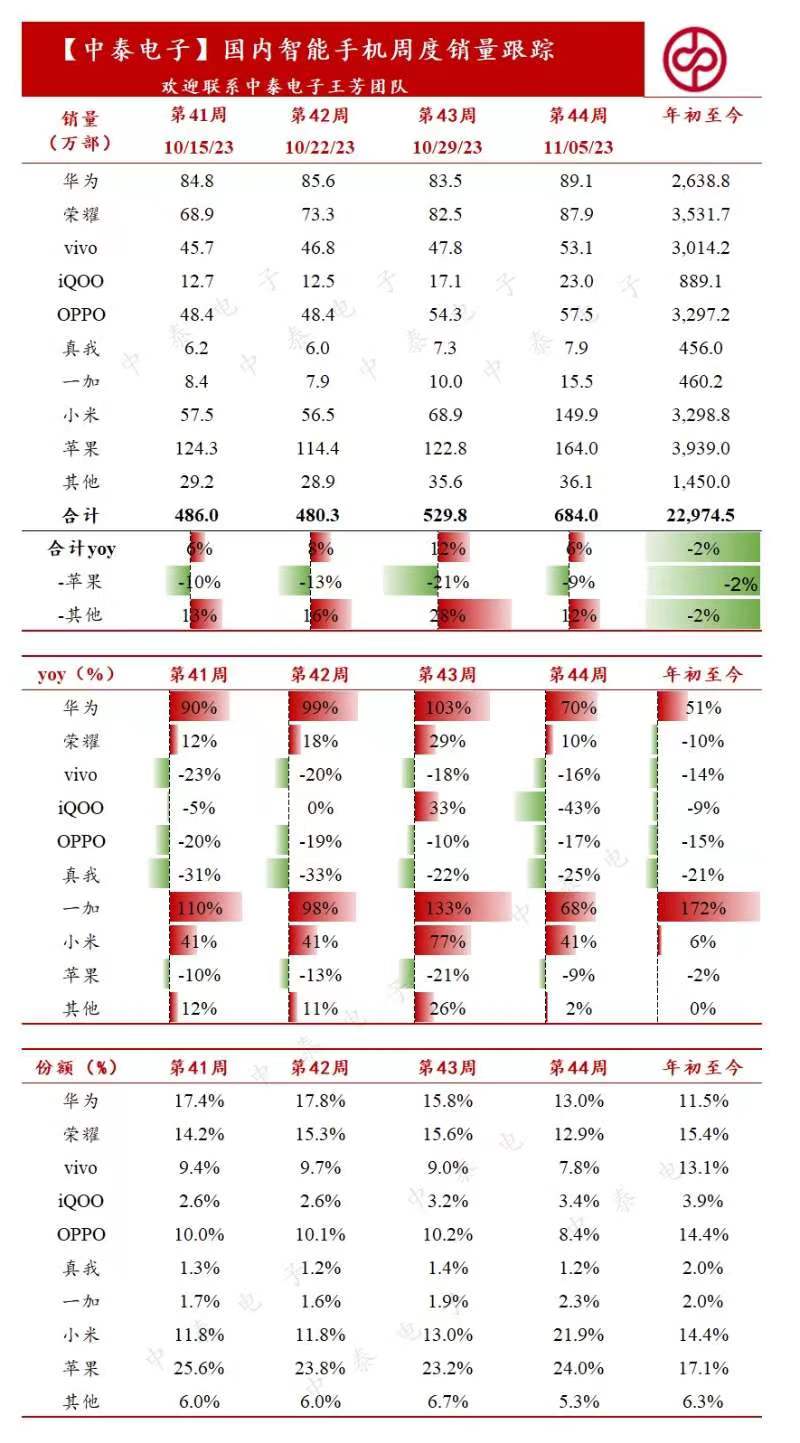 【中泰电子】国内智能手机周度销量跟踪
欢迎联系中泰电子王芳团队
销量（万部） 第41周 10/15/23 第42周 10/22/23 第43周 10/29/23 第44周 11/05/23 年初至今
华为 84.8 85.6 83.5 89.1 2,638.8
荣耀 68.9 73.3 82.5 87.9 3,531.7
vivo 45.7 46.8 47.8 53.1 3,014.2
iQOO 12.7 12.5 17.1 23.0 889.1
OPPO 48.4 48.4 54.3 57.5 3,297.2
真我 6.2 6.0 7.3 7.9 456.0
一加 8.4 7.9 10.0 15.5 460.2
小米 57.5 56.5 68.9 149.9 3,298.8
苹果 124.3 114.4 122.8 164.0 3,939.0
其他 29.2 28.9 35.6 36.1 1,450.0
合计 486.0 480.3 529.8 684.0 22,974.5
合计yoy 6% 8% 12% 6% -2%
-苹果 -10% -13% -21% -9% -2%
-其他 13% 16% 28% 12% -2%
yoy（%） 第41周 第42周 第43周 第44周 年初至今
华为 90% 99% 103% 70% 51%
荣耀 12% 18% 29% 10% -10%
vivo -23% -20% -18% -16% -14%
iQOO -5% 0% 33% -43% -9%
OPPO -20% -19% -10% -17% -15%
真我 -31% -33% -22% -25% -21%
一加 110% 98% 133% 68% 172%
小米 41% 41% 77% 41% 6%
苹果 -10% -13% -21% -9% -2%
其他 12% 11% 26% 2% 0%
份额（%） 第41周 第42周 第43周 第44周 年初至今
华为 17.4% 17.8% 15.8% 13.0% 11.5%
荣耀 14.2% 15.3% 15.6% 12.9% 15.4%
vivo 9.4% 9.7% 9.0% 7.8% 13.1%
iQOO 2.6% 2.6% 3.2% 3.4% 3.9%
OPPO 10.0% 10.1% 10.2% 8.4% 14.4%
真我 1.3% 1.2% 1.4% 1.2% 2.0%
一加 1.7% 1.6% 1.9% 2.3% 2.0%
小米 11.8% 11.8% 13.0% 21.9% 14.4%
苹果 25.6% 23.8% 23.2% 24.0% 17.1%
其他 6.0% 6.0% 6.7% 5.3% 6.3%